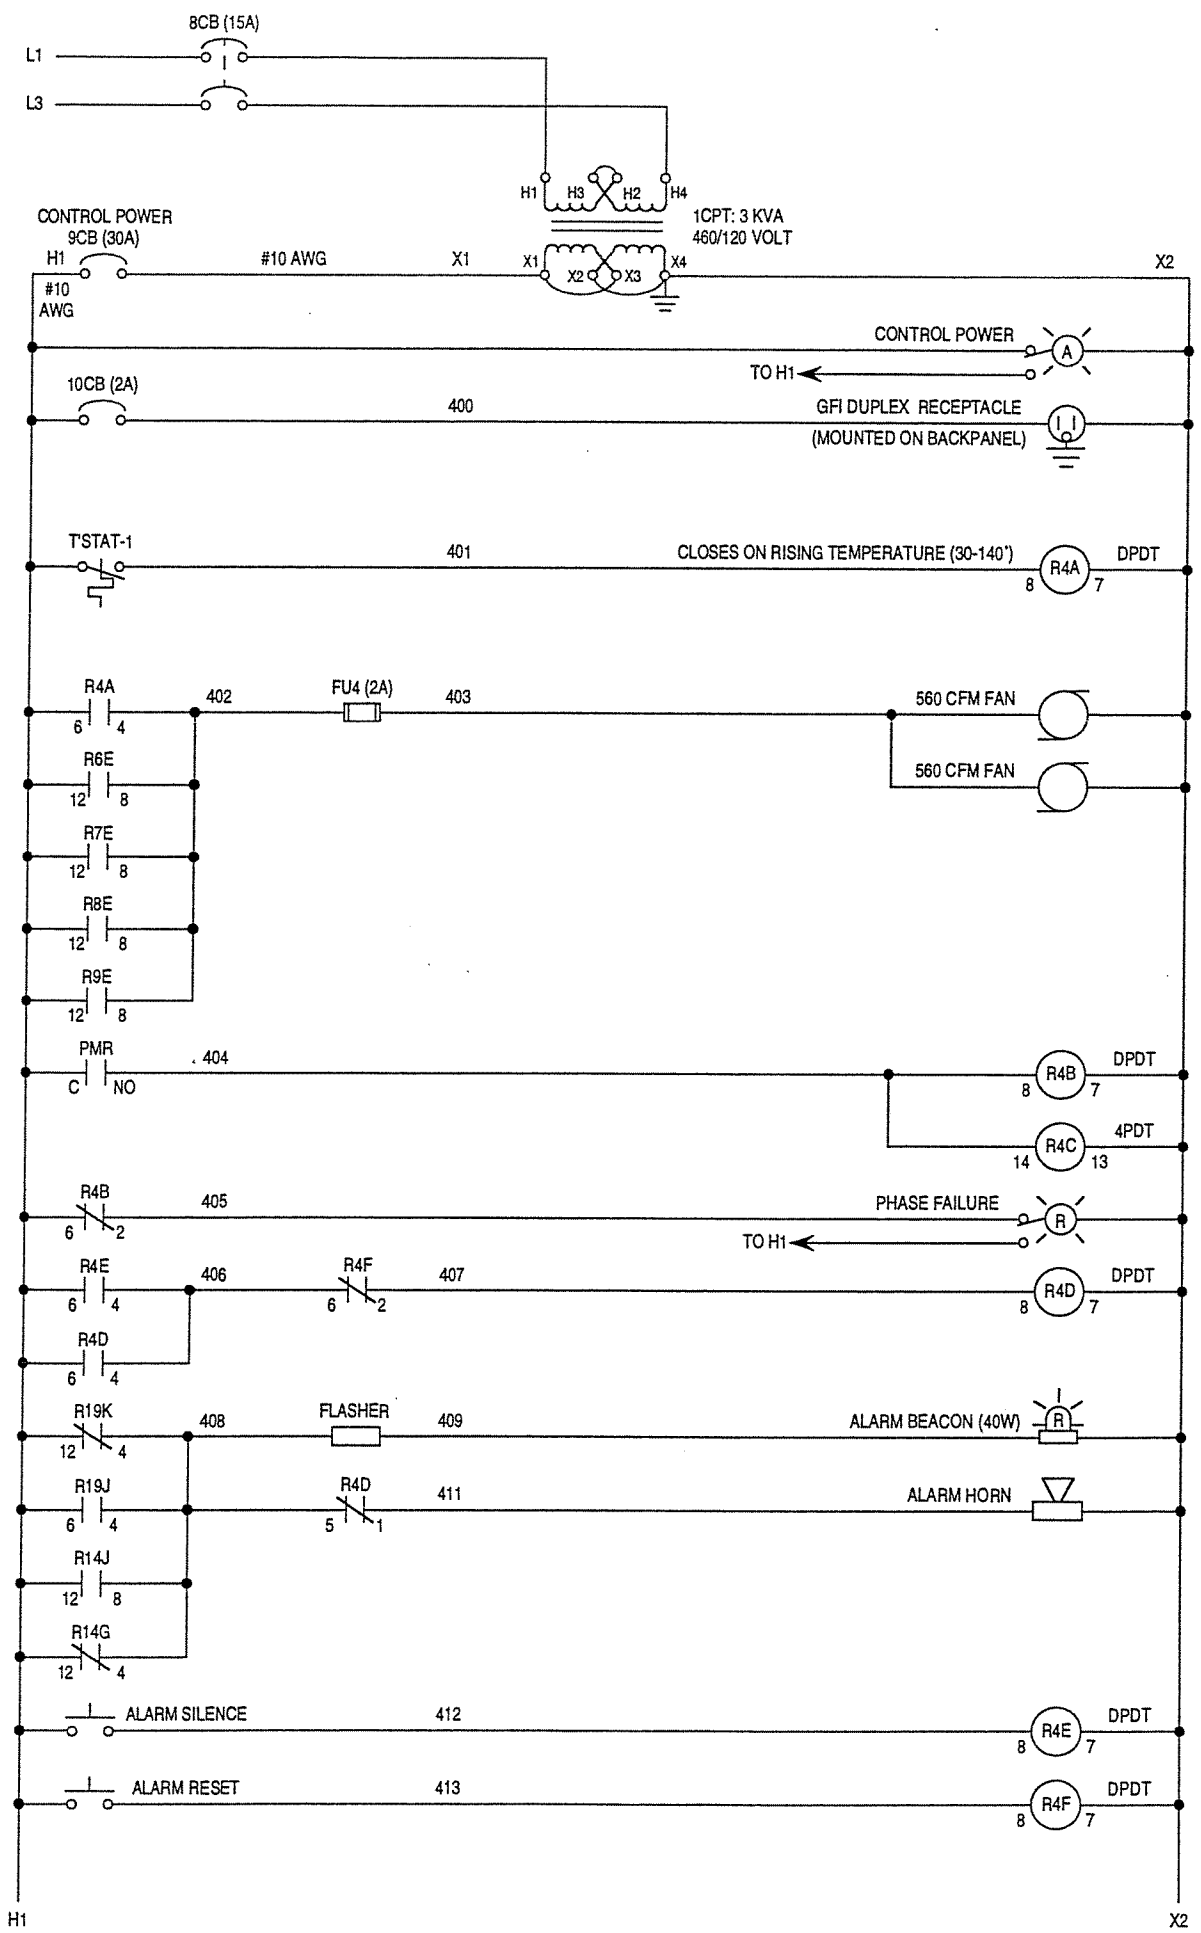 8CB (15A)
L1
L3
H1 H3 H2 H4
1CPT: 3 KVA
460/120 VOLT
CONTROL POWER
9CB (30A)
H1 #10 AWG X1 X1 X2 X3 X4 X2
#10
AWG
CONTROL POWER A
TO H1
10CB (2A) 400 GFI DUPLEX RECEPTACLE
(MOUNTED ON BACKPANEL)
T'STAT-1 401 CLOSES ON RISING TEMPERATURE (30-140°) R4A DPDT
8 7
R4A 402 FU4 (2A) 403 560 CFM FAN
6 4
R6E 560 CFM FAN
12 8
R7E
12 8
R8E
12 8
R9E
12 8
PMR 404 R4B DPDT
C NO 8 7
R4C 4PDT
14 13
R4B 405 PHASE FAILURE R
6 2
TO H1
R4E 406 R4F 407 R4D DPDT
6 4 6 2 8 7
R4D
6 4
R19K 408 FLASHER 409 ALARM BEACON (40W) R
12 4
R19J R4D 411 ALARM HORN
6 4 5 1
R14J
12 8
R14G
12 4
ALARM SILENCE 412 R4E DPDT
8 7
ALARM RESET 413 R4F DPDT
8 7
H1 X2